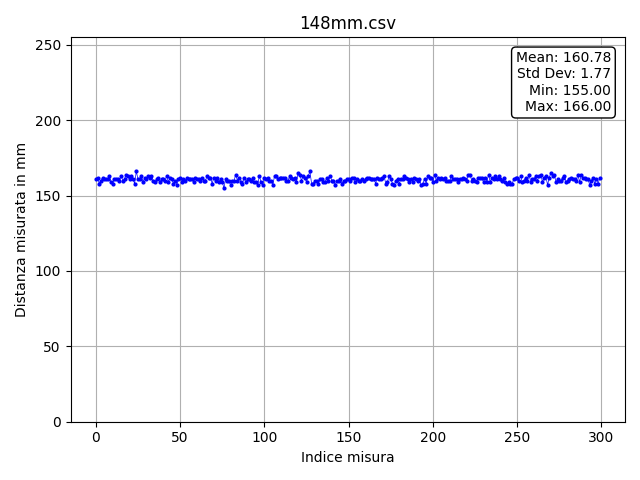 148mm.csv
Mean: 160.78
Std Dev: 1.77
Min: 155.00
Max: 166.00
Distanza misurata in mm
250
200
150
100
50
0
0 50 100 150 200 250 300
Indice misura